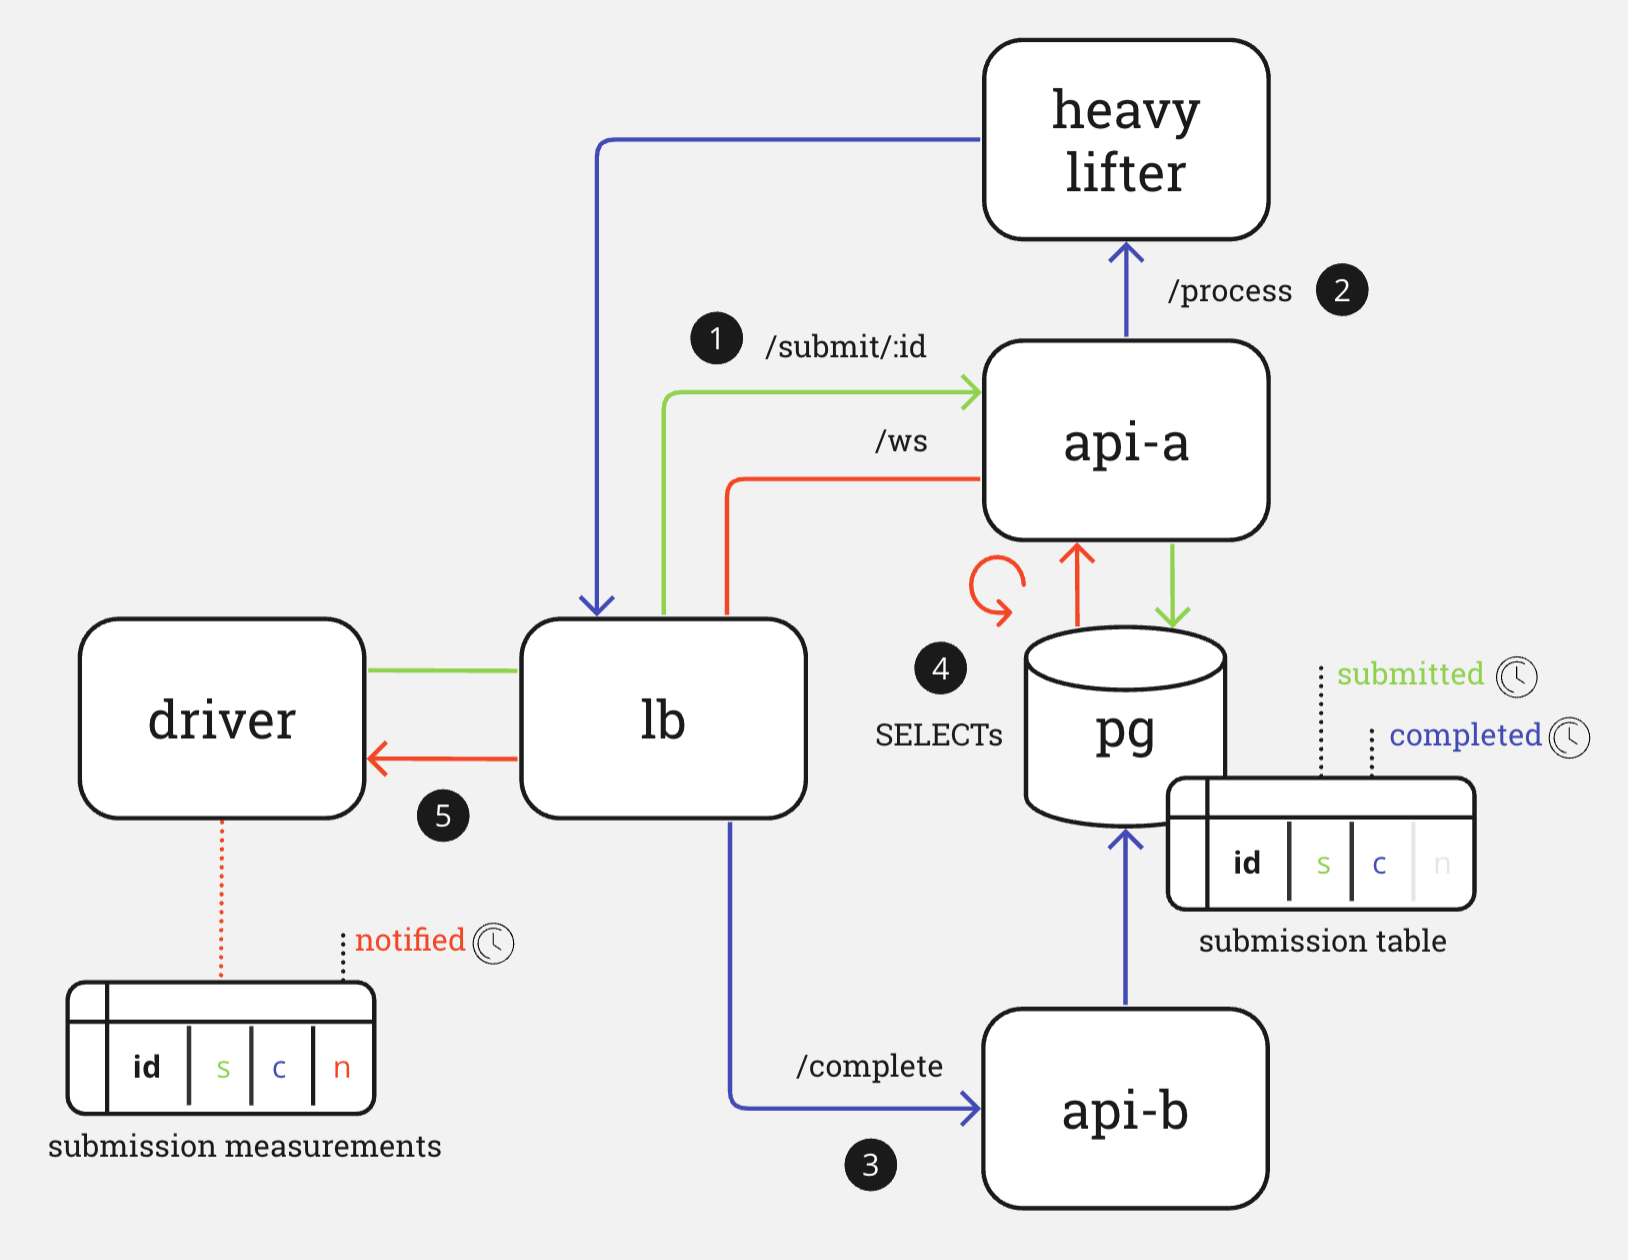 heavy
lifter
/process
2
1
/submit/:id
/ws
api-a
driver
lb
4
SELECTs
pg
submitted
completed
5
id s c n
submission table
notified
id s c n
submission measurements
/complete
3
api-b